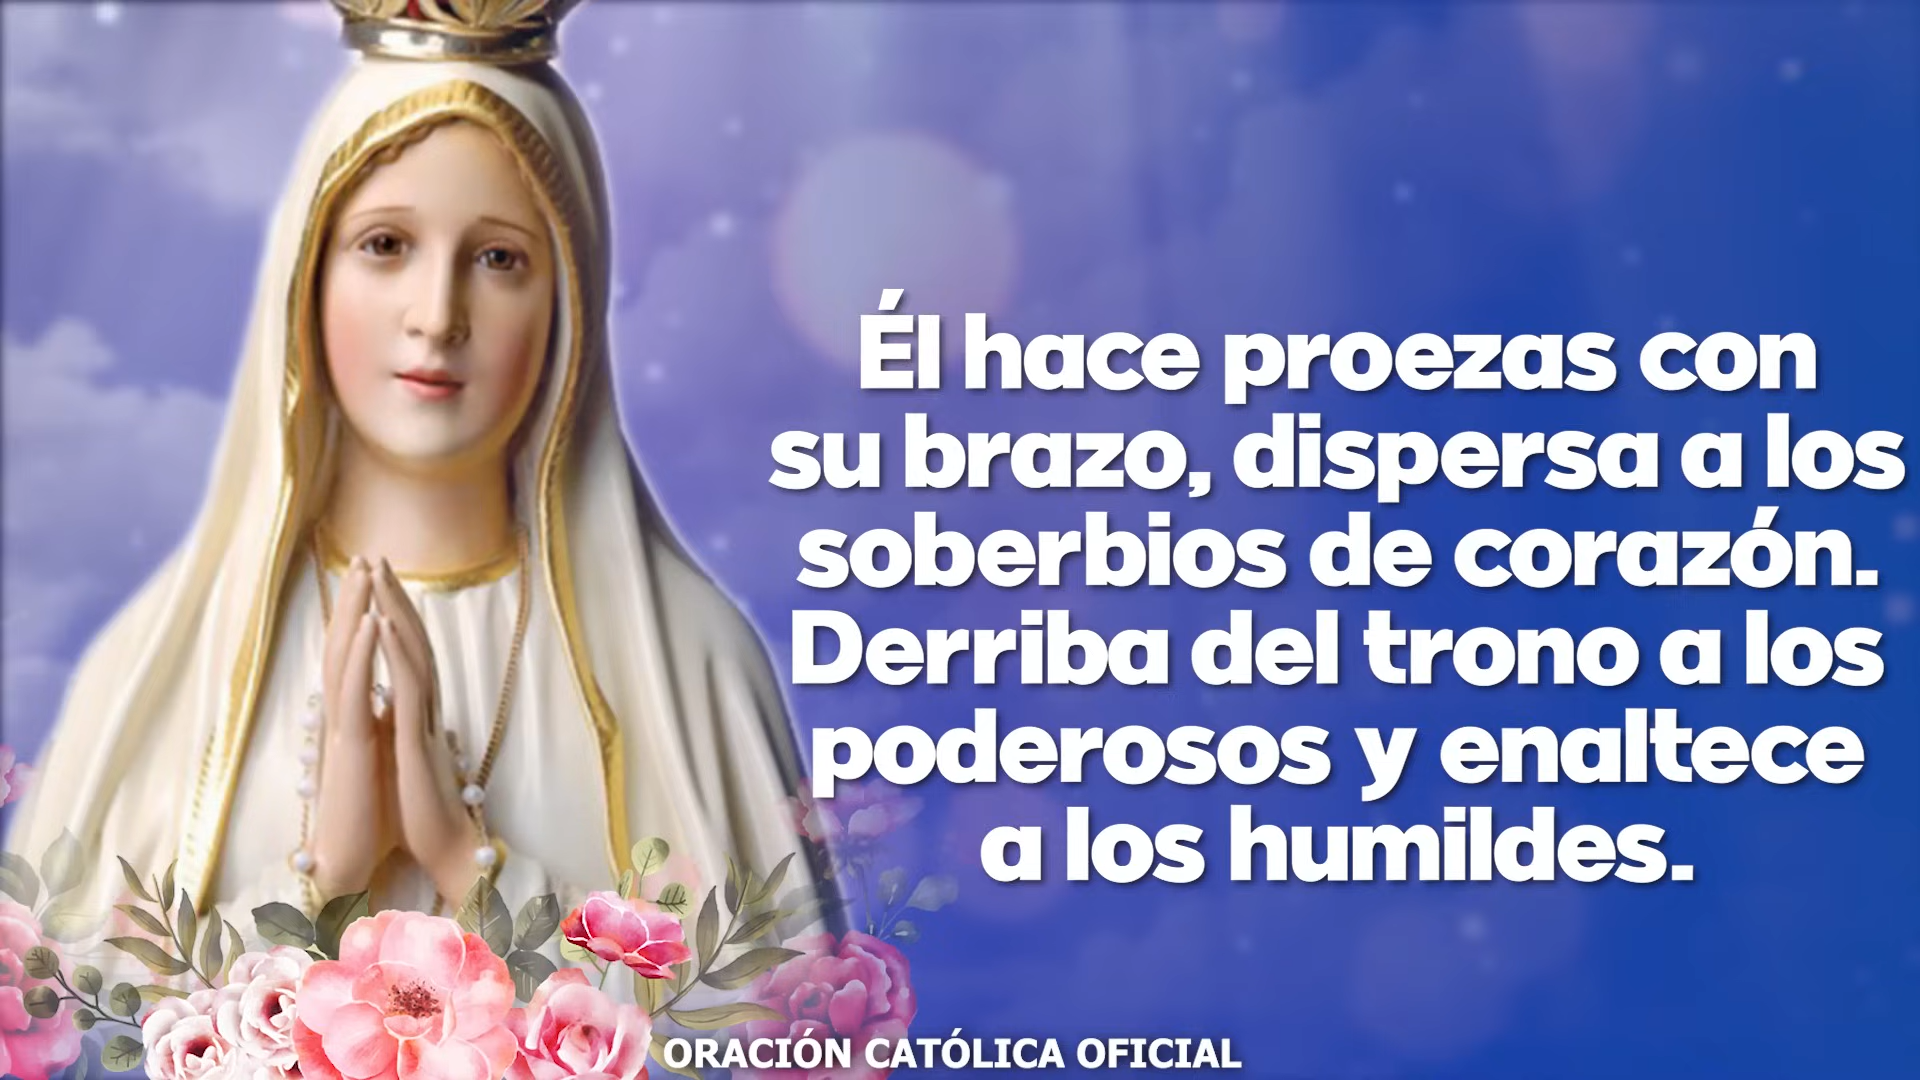 Él hace proezas con
su brazo, dispersa a los
soberbios de corazón.
Derriba del trono a los
poderosos y enaltece
a los humildes.
ORACIÓN CATÓLICA OFICIAL